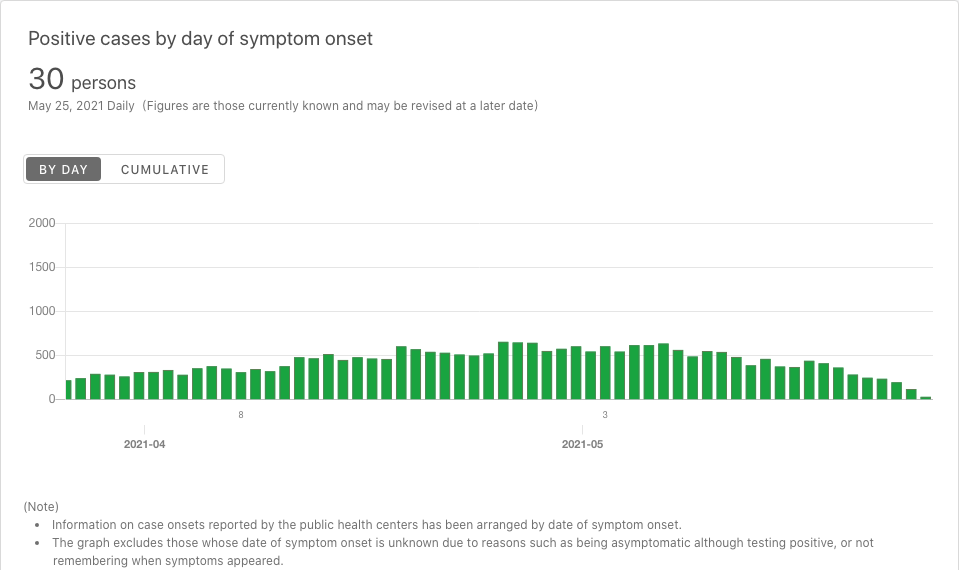 Positive cases by day of symptom onset
30 persons
May 25, 2021 Daily (Figures are those currently known and may be revised at a later date)
BY DAY CUMULATIVE
2000
1500
1000
500
0
8 3
2021-04 2021-05
(Note)
• Information on case onsets reported by the public health centers has been arranged by date of symptom onset.
• The graph excludes those whose date of symptom onset is unknown due to reasons such as being asymptomatic although testing positive, or not
remembering when symptoms appeared.